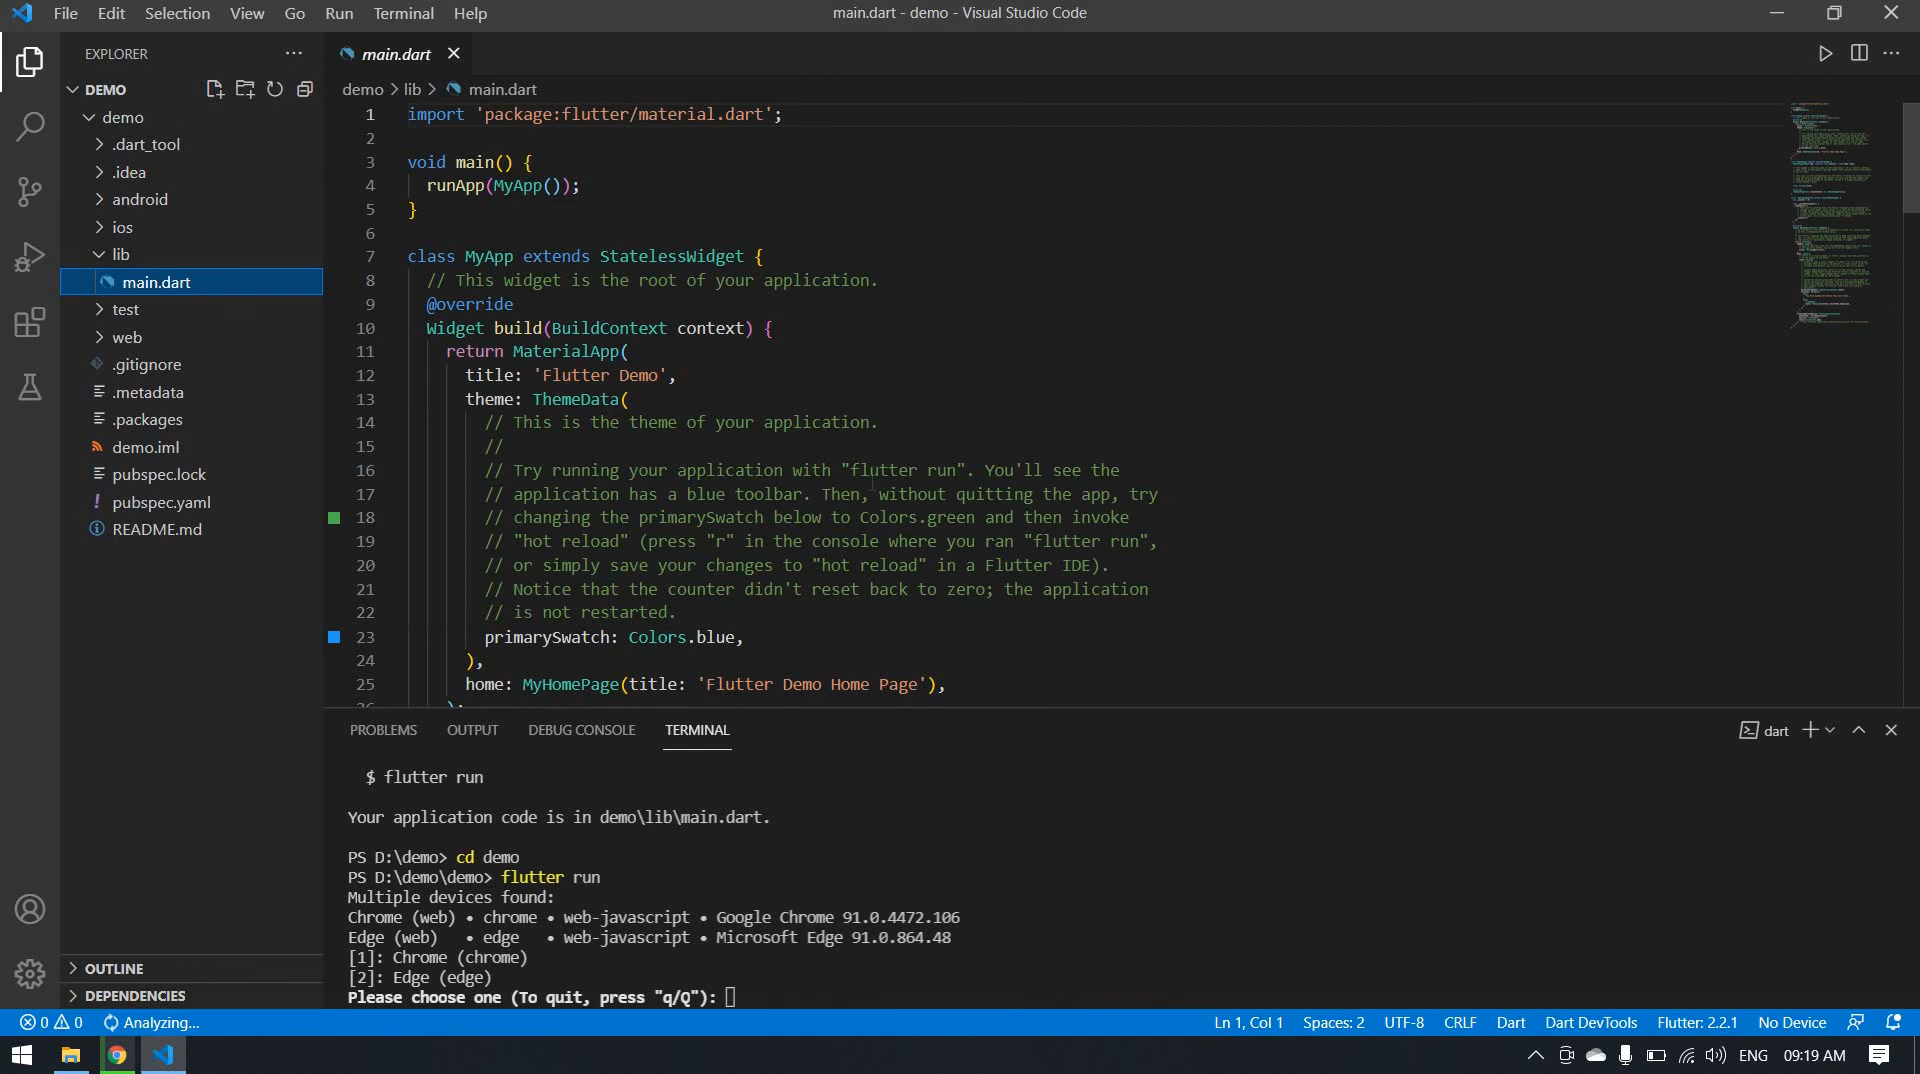 File Edit Selection View Go Run Terminal Help
main.dart - demo - Visual Studio Code
EXPLORER
DEMO
demo
.dart_tool
.idea
android
ios
lib
main.dart
test
web
.gitignore
.metadata
.packages
demo.iml
pubspec.lock
pubspec.yaml
README.md
OUTLINE
DEPENDENCIES
main.dart
demo > lib > main.dart
1 import 'package:flutter/material.dart';
2
3 void main() {
4 runApp(MyApp());
5 }
6
7 class MyApp extends StatelessWidget {
8 // This widget is the root of your application.
9 @override
10 Widget build(BuildContext context) {
11 return MaterialApp(
12 title: 'Flutter Demo',
13 theme: ThemeData(
14 // This is the theme of your application.
15 //
16 // Try running your application with "flutter run". You'll see the
17 // application has a blue toolbar. Then, without quitting the app, try
18 // changing the primarySwatch below to Colors.green and then invoke
19 // "hot reload" (press "r" in the console where you ran "flutter run",
20 // or simply save your changes to "hot reload" in a Flutter IDE).
21 // Notice that the counter didn't reset back to zero; the application
22 // is not restarted.
23 primarySwatch: Colors.blue,
24 ),
25 home: MyHomePage(title: 'Flutter Demo Home Page'),
PROBLEMS OUTPUT DEBUG CONSOLE TERMINAL
dart
$ flutter run
Your application code is in demo\lib\main.dart.
PS D:\demo> cd demo
PS D:\demo\demo> flutter run
Multiple devices found:
Chrome (web) • chrome • web-javascript • Google Chrome 91.0.4472.106
Edge (web) • edge • web-javascript • Microsoft Edge 91.0.864.48
[1]: Chrome (chrome)
[2]: Edge (edge)
Please choose one (To quit, press "q/Q"):
0 0 Analyzing...
Ln 1, Col 1 Spaces: 2 UTF-8 CRLF Dart Dart DevTools Flutter: 2.2.1 No Device
ENG 09:19 AM